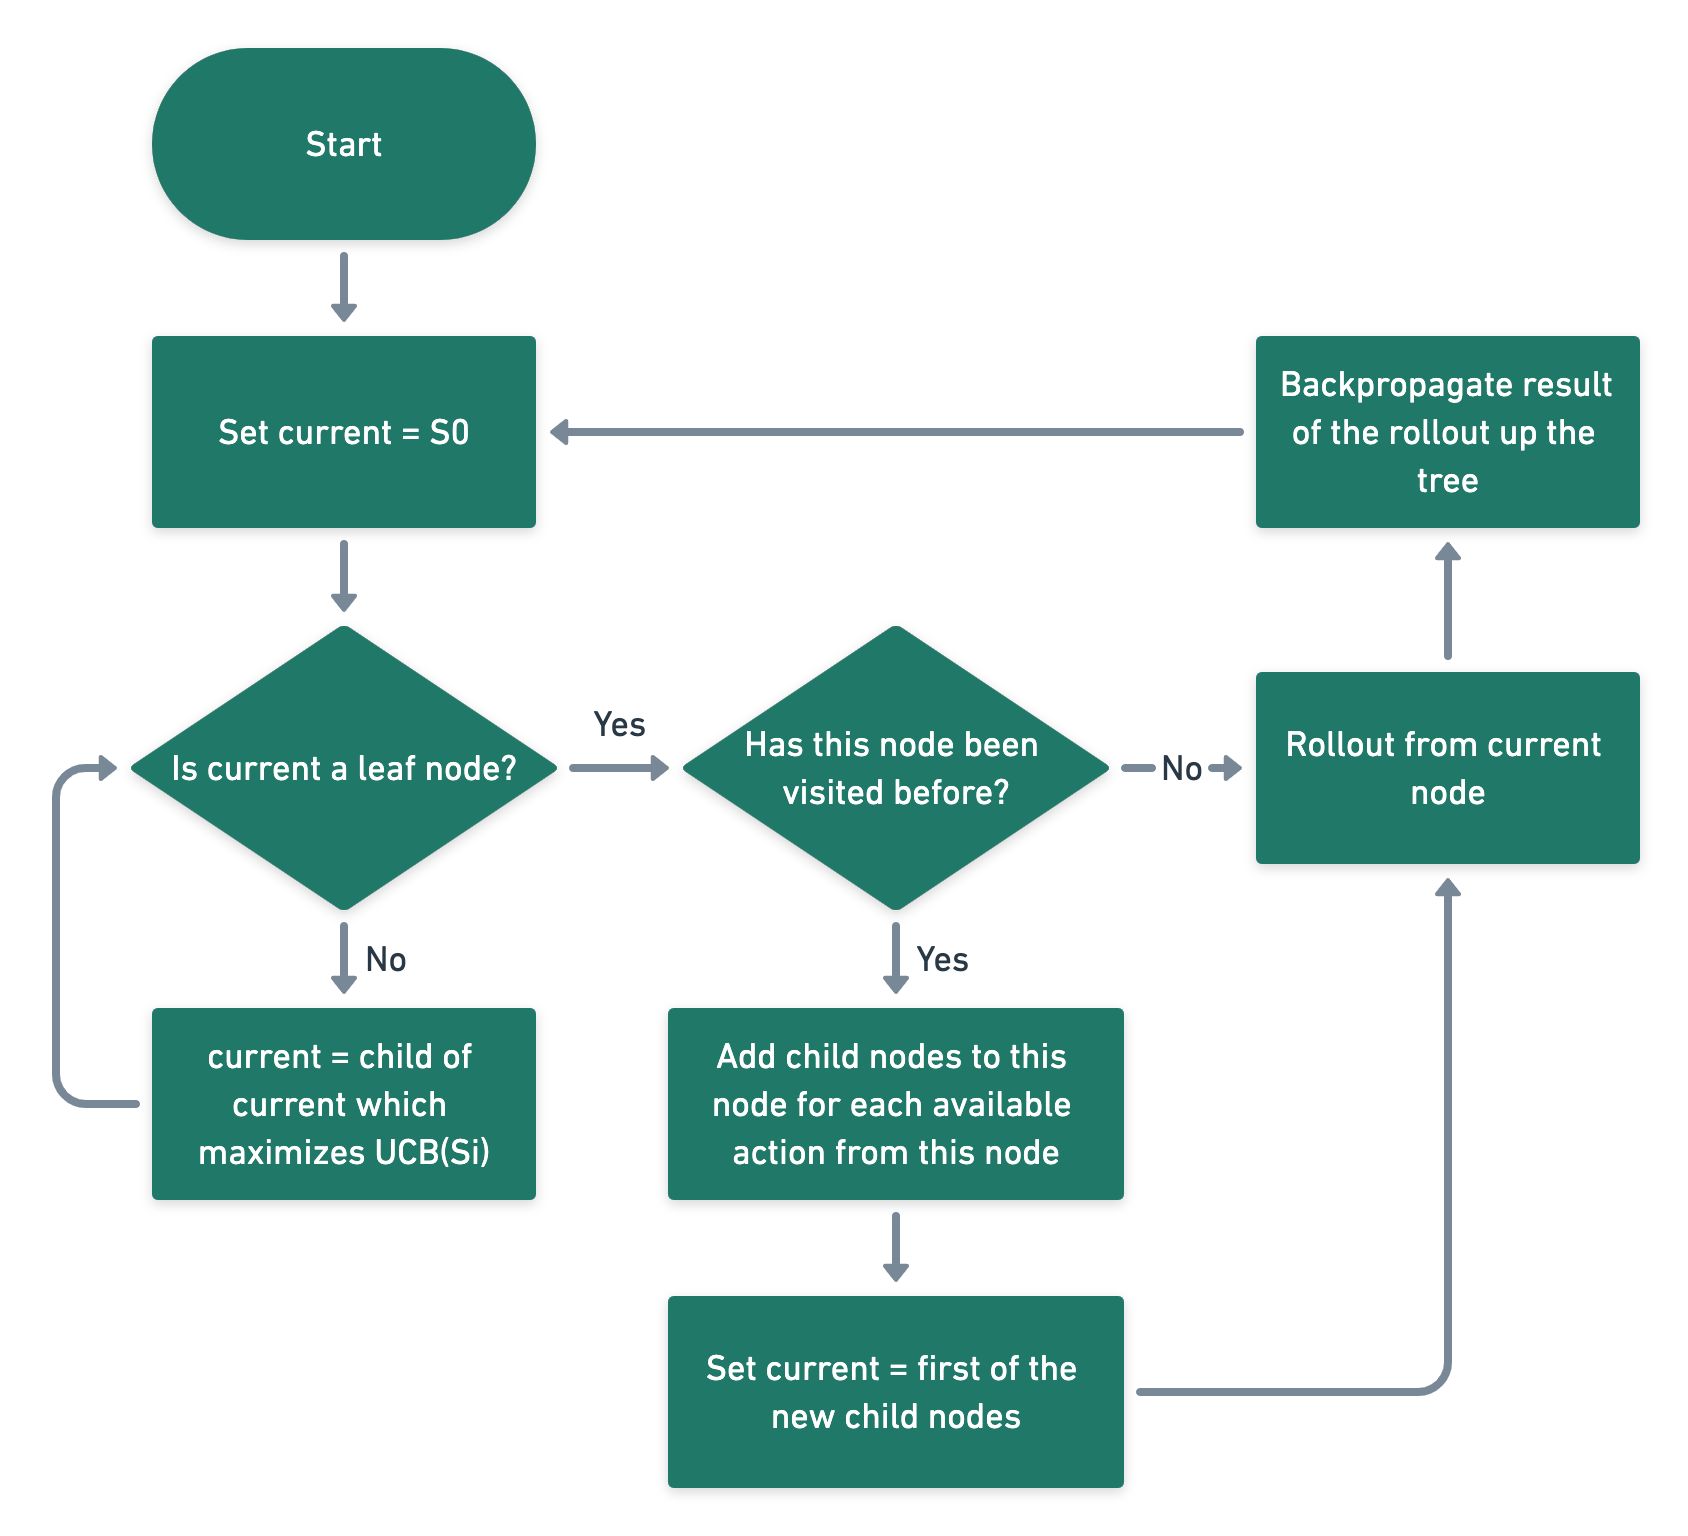 Start
Set current = S0
Backpropagate result
of the rollout up the
tree
Is current a leaf node?
Yes
Has this node been
visited before?
No
Rollout from current
node
No
Yes
current = child of
current which
maximizes UCB(Si)
Add child nodes to this
node for each available
action from this node
Set current = first of the
new child nodes